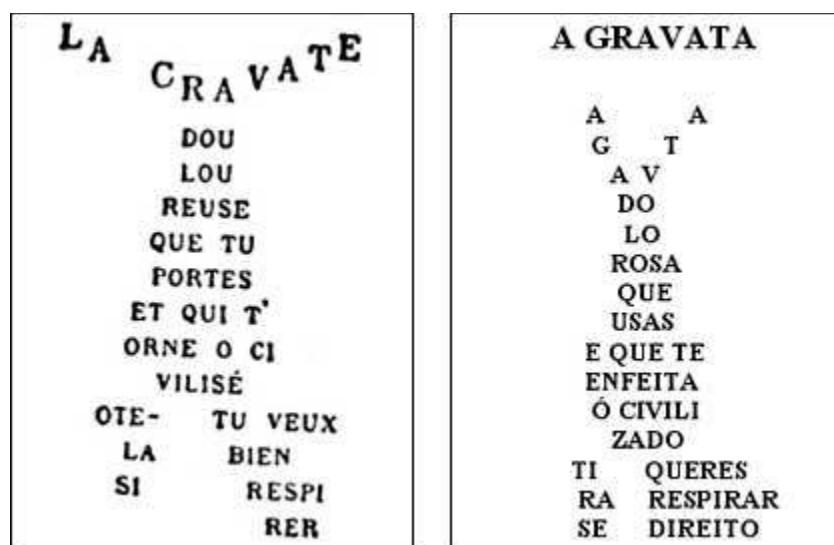 LA CRAVATE
DOU
LOU
REUSE
QUE TU
PORTES
ET QUI T'
ORNE O CI
VILISÉ
OTE- TU VEUX
LA BIEN
SI RESPI
RER
A GRAVATA
A A
G T
A V
DO
LO
ROSA
QUE
USAS
E QUE TE
ENFEITA
Ó CIVILI
ZADO
TI QUERES
RA RESPIRAR
SE DIREITO